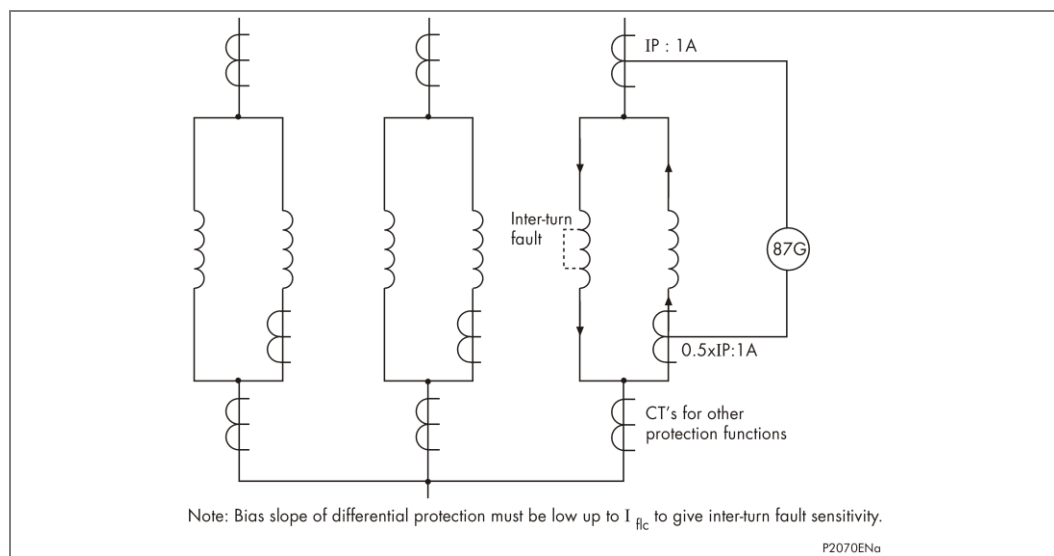 IP : 1A
Inter-turn
fault
87G
0.5xIP:1A
CT's for other
protection functions
Note: Bias slope of differential protection must be low up to I flc to give inter-turn fault sensitivity.
P2070ENa